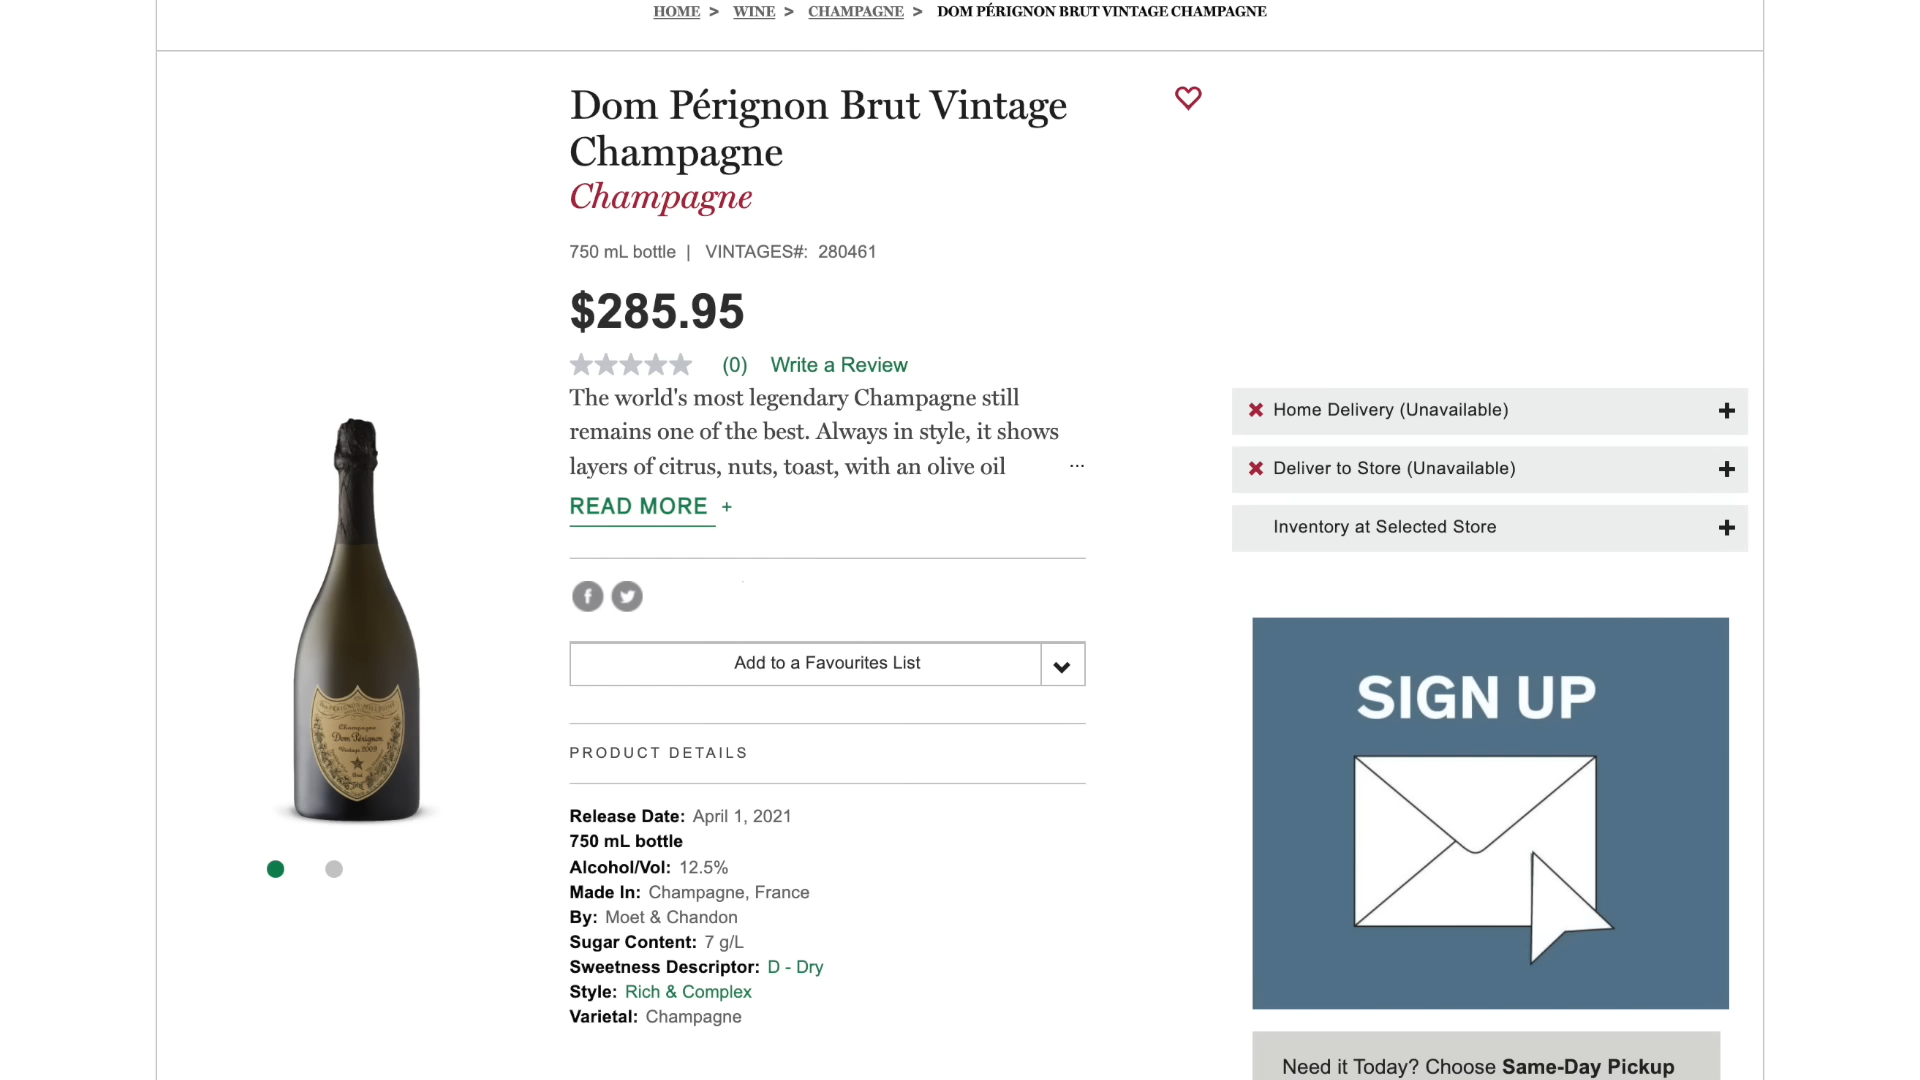 HOME > WINE > CHAMPAGNE > DOM PÉRIGNON BRUT VINTAGE CHAMPAGNE
Dom Pérignon Brut Vintage
Champagne
Champagne
750 mL bottle | VINTAGES#: 280461
$285.95
(0) Write a Review
The world's most legendary Champagne still
remains one of the best. Always in style, it shows
layers of citrus, nuts, toast, with an olive oil ...
READ MORE +
Add to a Favourites List
PRODUCT DETAILS
Release Date: April 1, 2021
750 mL bottle
Alcohol/Vol: 12.5%
Made In: Champagne, France
By: Moet & Chandon
Sugar Content: 7 g/L
Sweetness Descriptor: D - Dry
Style: Rich & Complex
Varietal: Champagne
Champagne
Dom Pérignon
Vintage 2009
Home Delivery (Unavailable)
Deliver to Store (Unavailable)
Inventory at Selected Store
SIGN UP
Need it Today? Choose Same-Day Pickup